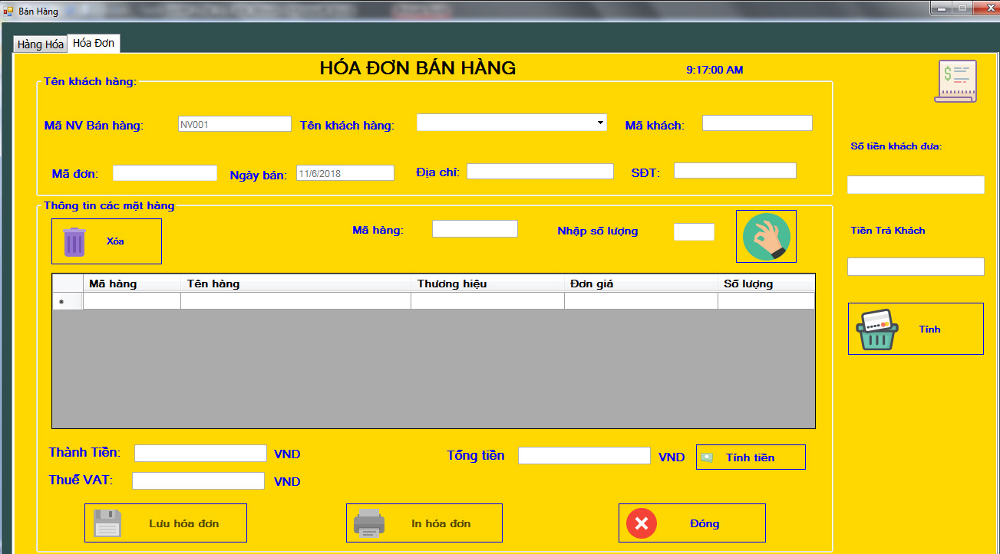 Bán Hàng
Hàng Hóa Hóa Đơn
HÓA ĐƠN BÁN HÀNG 9:17:00 AM
Tên khách hàng:
Mã NV Bán hàng: NV001 Tên khách hàng: Mã khách:
Số tiền khách đưa:
Mã đơn: Ngày bán: 11/6/2018 Địa chỉ: SĐT:
Thông tin các mặt hàng
Xóa Mã hàng: Nhập số lượng
Tiền Trả Khách
Mã hàng Tên hàng Thương hiệu Đơn giá Số lượng
Tính
Thành Tiền: VND Tổng tiền VND Tính tiền
Thuế VAT: VND
Lưu hóa đơn In hóa đơn Đóng